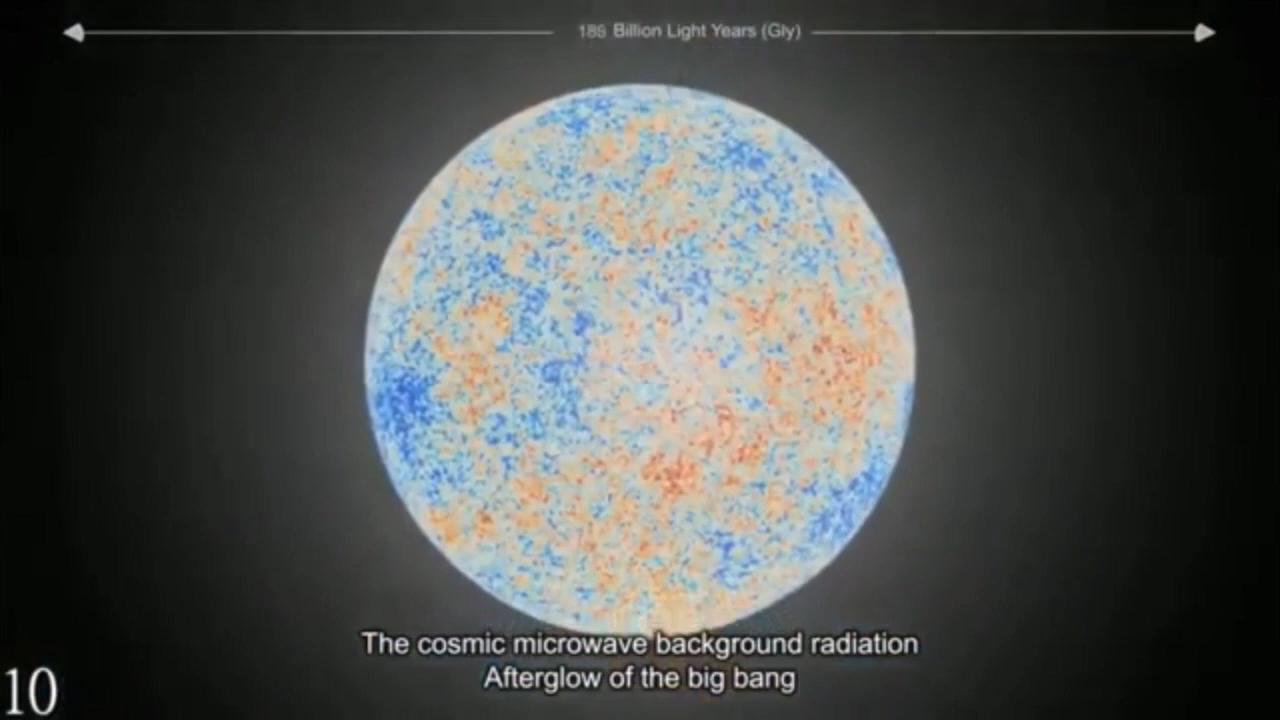 186 Billion Light Years (Gly)
The cosmic microwave background radiation
Afterglow of the big bang
10